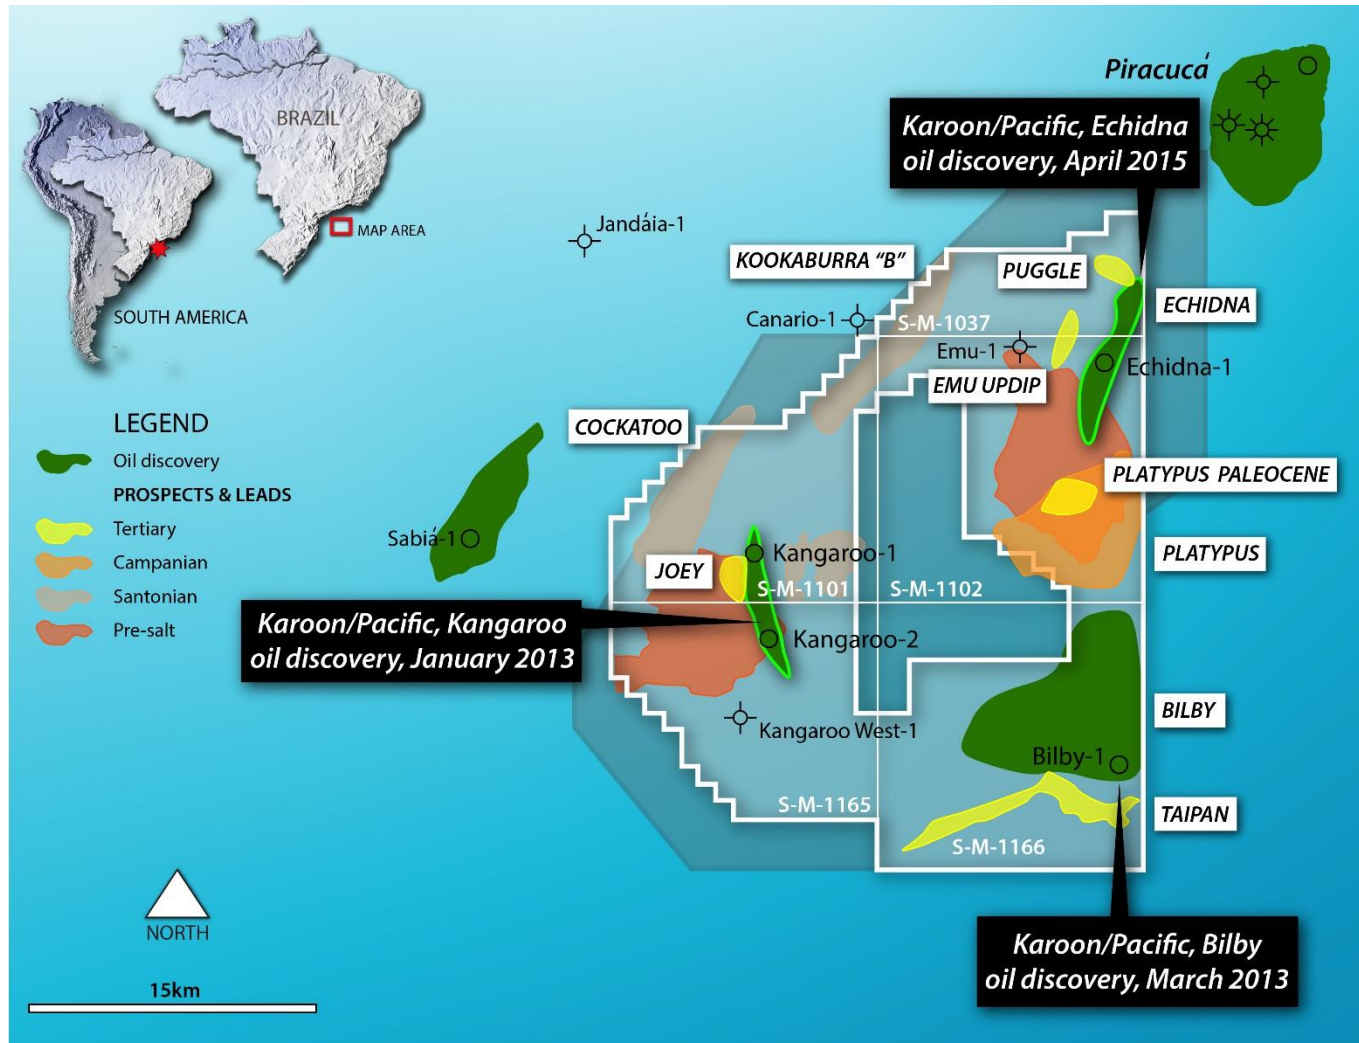 Piracucá
Karoon/Pacific, Echidna
oil discovery, April 2015
BRAZIL
MAP AREA
SOUTH AMERICA
Jandáia-1
KOOKABURRA “B”
PUGGLE
ECHIDNA
Canario-1
S-M-1037
Emu-1
Echidna-1
EMU UPDIP
LEGEND
Oil discovery
PROSPECTS & LEADS
Tertiary
Campanian
Santonian
Pre-salt
COCKATOO
PLATYPUS PALEOCENE
Sabiá-1
Kangaroo-1
PLATYPUS
JOEY
S-M-1101
S-M-1102
Karoon/Pacific, Kangaroo
oil discovery, January 2013
Kangaroo-2
Kangaroo West-1
BILBY
Bilby-1
S-M-1165
TAIPAN
S-M-1166
NORTH
Karoon/Pacific, Bilby
oil discovery, March 2013
15km